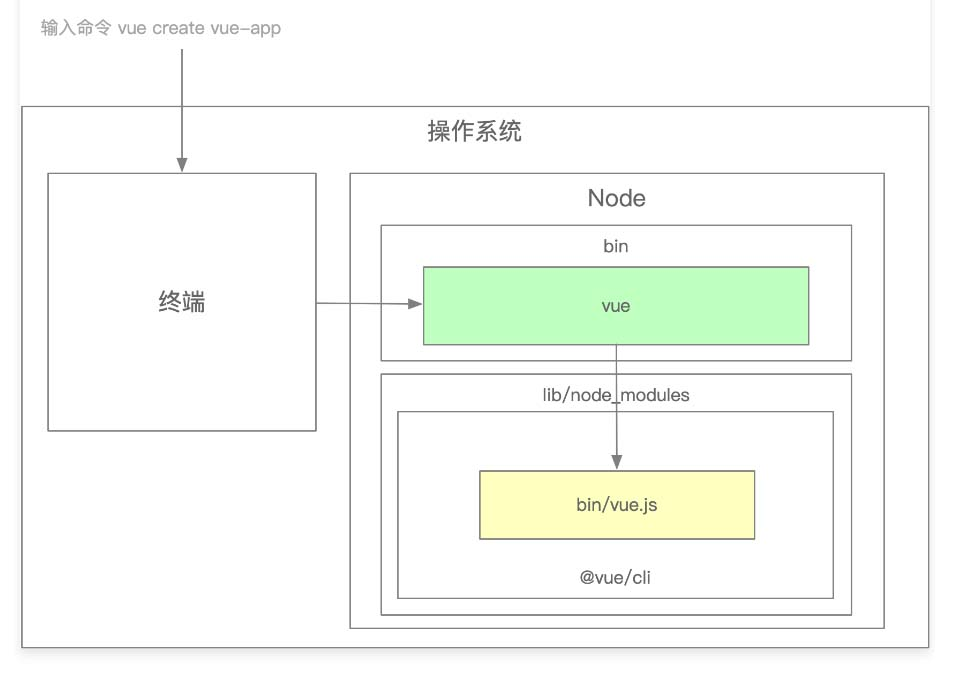 输入命令 vue create vue-app
操作系统
Node
bin
vue
终端
lib/node_modules
bin/vue.js
@vue/cli